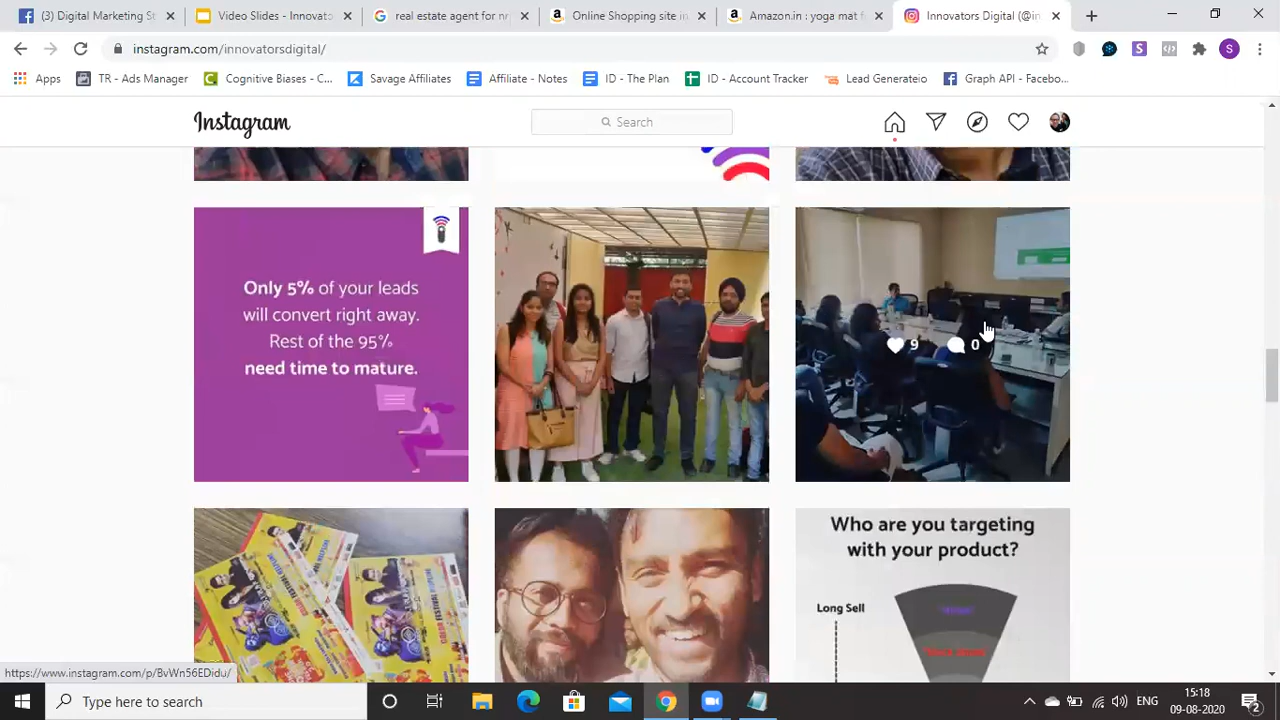 (3) Digital Marketing St
Video Slides - Innovato
real estate agent for nr
Online Shopping site in
Amazon.in : yoga mat f
Innovators Digital (@in
instagram.com/innovatorsdigital/
S
Apps
TR - Ads Manager
Cognitive Biases - C...
Savage Affiliates
Affiliate - Notes
ID - The Plan
ID - Account Tracker
Lead Generateio
Graph API - Faceboo...
Instagram
Search
Only 5% of your leads
will convert right away.
Rest of the 95%
need time to mature.
9 0
Who are you targeting
with your product?
Long Sell
https://www.instagram.com/p/BvWn56EDidu/
Type here to search
ENG
15:18
09-08-2020
2